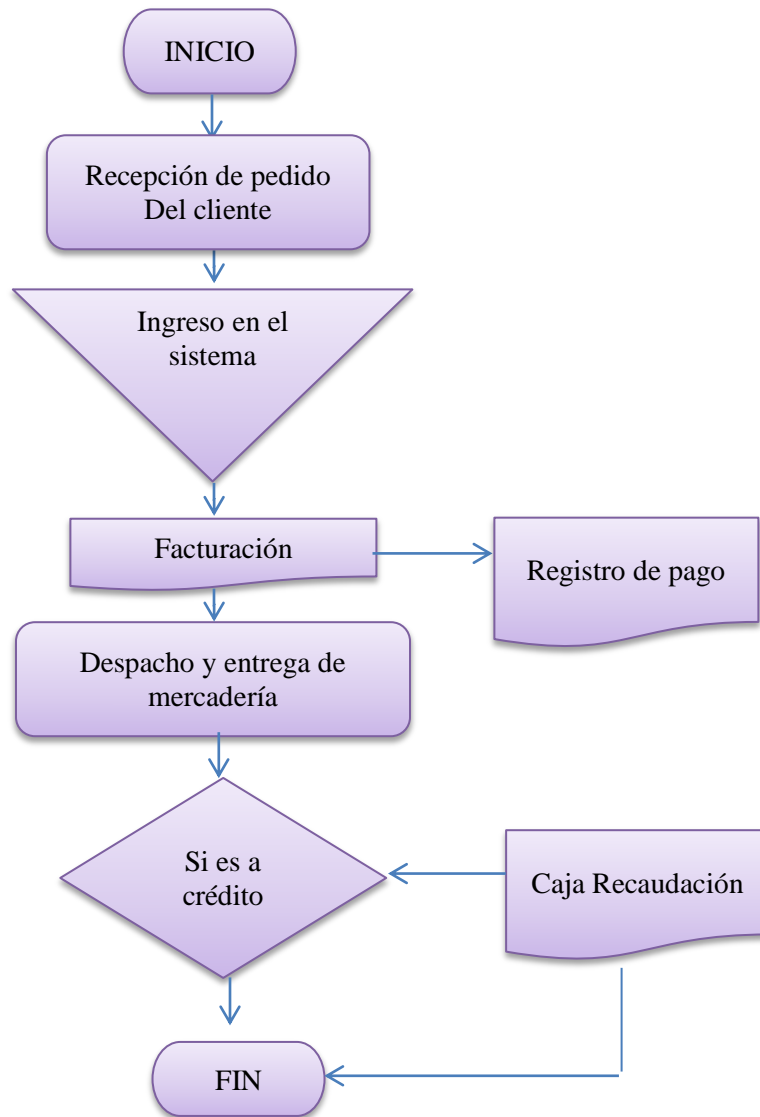 INICIO
Recepción de pedido
Del cliente
Ingreso en el
sistema
Facturación
Registro de pago
Despacho y entrega de
mercadería
Si es a
crédito
Caja Recaudación
FIN